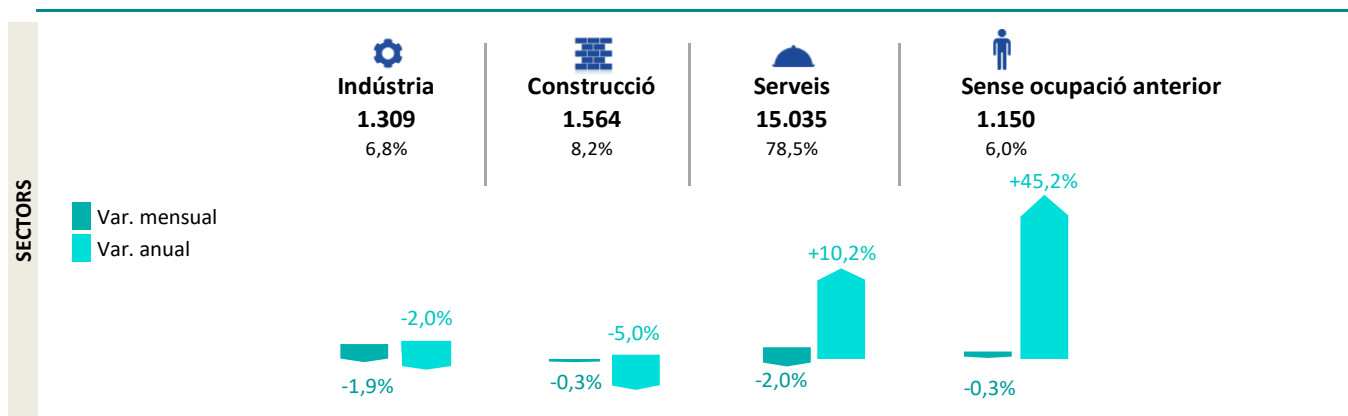 SECTORS
Indústria
1.309
6,8%
Construcció
1.564
8,2%
Serveis
15.035
78,5%
Sense ocupació anterior
1.150
6,0%
Var. mensual
Var. anual
-1,9%
-2,0%
-0,3%
-5,0%
-2,0%
+10,2%
-0,3%
+45,2%